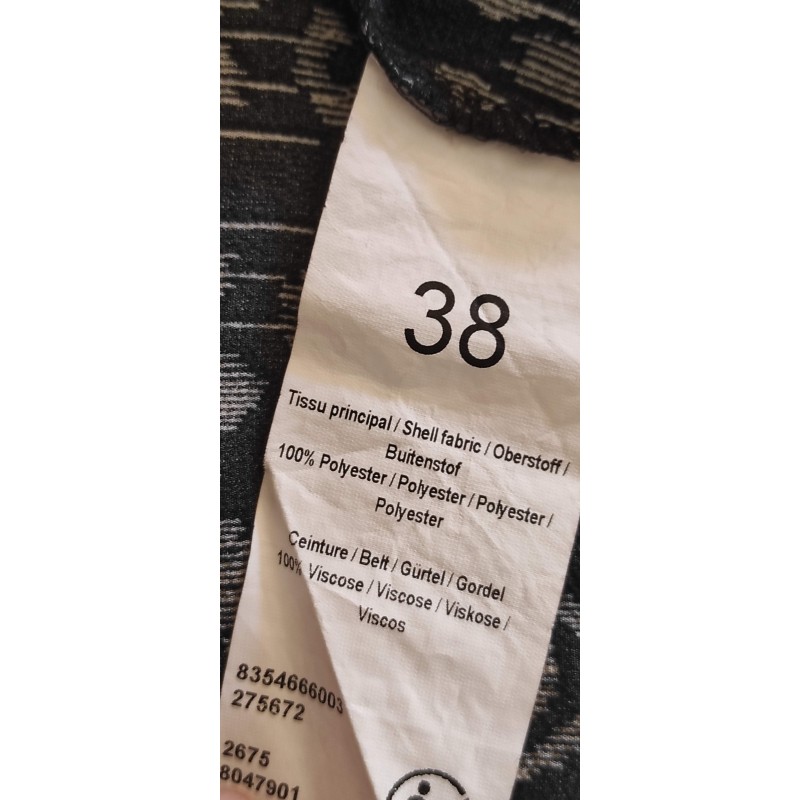 38
Tissu principal / Shell fabric / Oberstoff /
Buitenstof
100% Polyester / Polyester / Polyester /
Polyester
Ceinture / Belt / Gürtel / Gordel
100% Viscose / Viscose / Viskose /
Viscos
8354666003
275672
2675
8047901